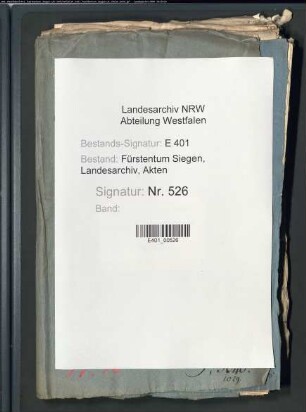 Landesarchiv NRW
Abteilung Westfalen
Bestands-Signatur: E 401
Bestand: Fürstentum Siegen,
Landesarchiv, Akten
Signatur: Nr. 526
Band:
E401_00526